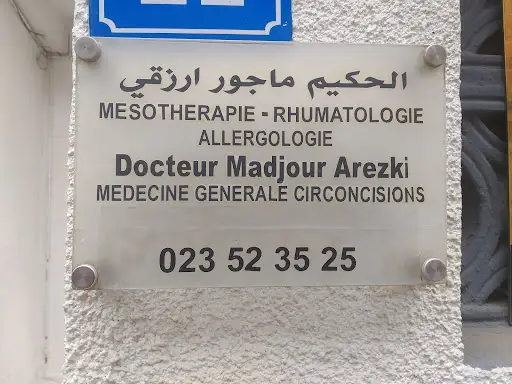 الحكيم ماجور ارزقي
MESOTHERAPIE - RHUMATOLOGIE
ALLERGOLOGIE
Docteur Madjour Arezki
MEDECINE GENERALE CIRCONCISIONS
023 52 35 25